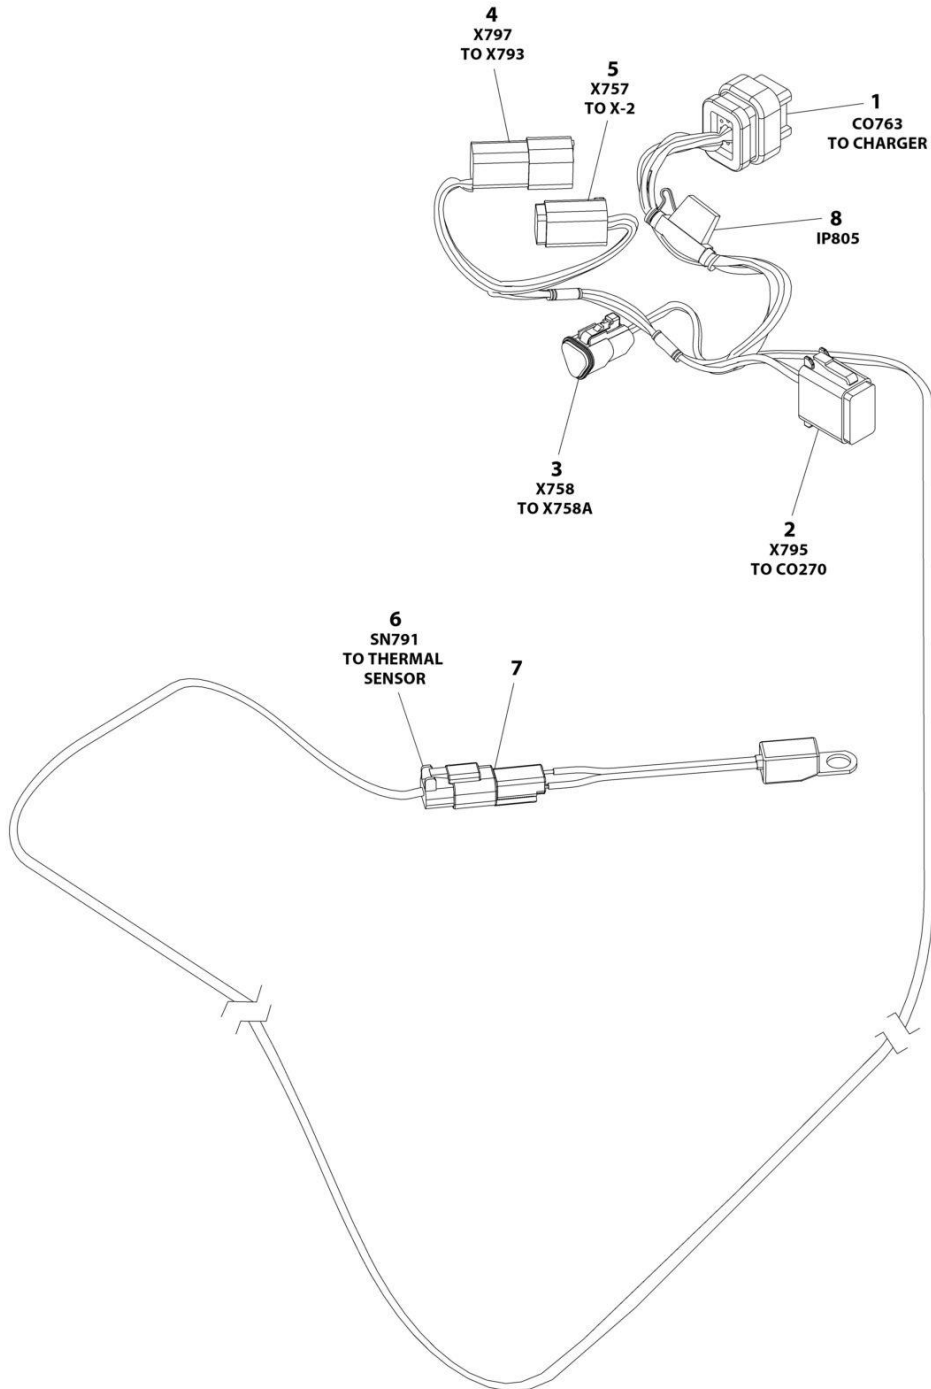 4
X797
TO X793
5
X757
TO X-2
1
CO763
TO CHARGER
8
IP805
3
X758
TO X758A
2
X795
TO CO270
6
SN791
TO THERMAL
SENSOR
7